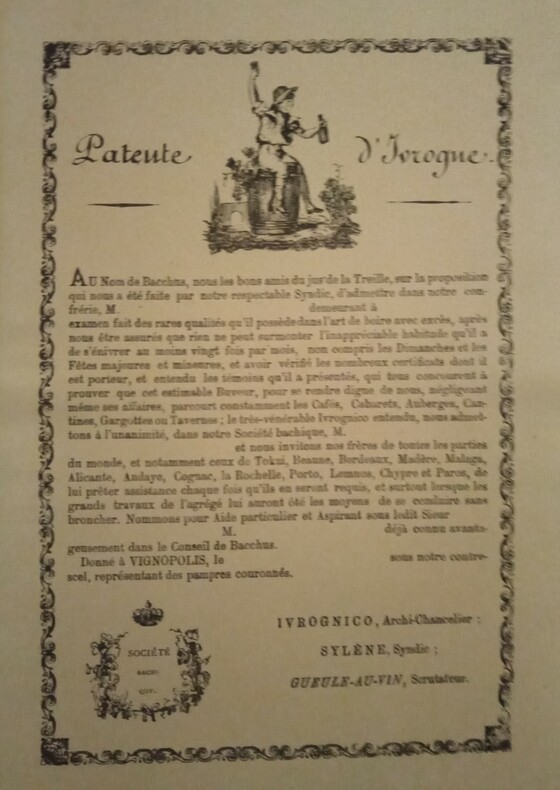 Patente d'Ivrogne.
AU Nom de Bacchus, nous les bons amis du jus de la Treille, sur la proposition
qui nous a été faite par notre respectable Syndic, d'admettre dans notre con-
frérie, M. demeurant à
examen fait des rares qualités qu'il possède dans l'art de boire avec excès, après
nous être assurés que rien ne peut surmonter l'inappréciable habitude qu'il a
de s'énivrer au moins vingt fois par mois, non compris les Dimanches et les
Fêtes majeures et mineures, et avoir vérifié les nombreux certificats dont il
est porteur, et entendu les témoins qu'il a présentés, qui tous concourent à
prouver que cet estimable Buveur, pour se rendre digne de nous, négligeant
même ses affaires, parcourt constamment les Cafés, Cabarets, Auberges, Can-
tines, Gargottes ou Tavernes ; le très-vénérable Ivrognico entendu, nous admet-
tons à l'unanimité, dans notre Société bachique, M.
et nous invitons nos frères de toutes les parties
du monde, et notamment ceux de Tokai, Beaune, Bordeaux, Madère, Malaga,
Alicante, Andaye, Cognac, la Rochelle, Porto, Lemnos, Chypre et Paros, de
lui prêter assistance chaque fois qu'ils en seront requis, et surtout lorsque les
grands travaux de l'agrégé lui auront ôté les moyens de se conduire sans
broncher. Nommons pour Aide particulier et Aspirant sous ledit Sieur
M. déjà connu avanta-
geusement dans le Conseil de Bacchus.
Donné à VIGNOPOLIS, le sous notre contre-
scel, représentant des pampres couronnés.
IVROGNICO, Archi-Chancelier ;
SYLÈNE, Syndic ;
GUEULE-AU-VIN, Scrutateur.
SOCIÉTÉ
BACHI-
QUE.